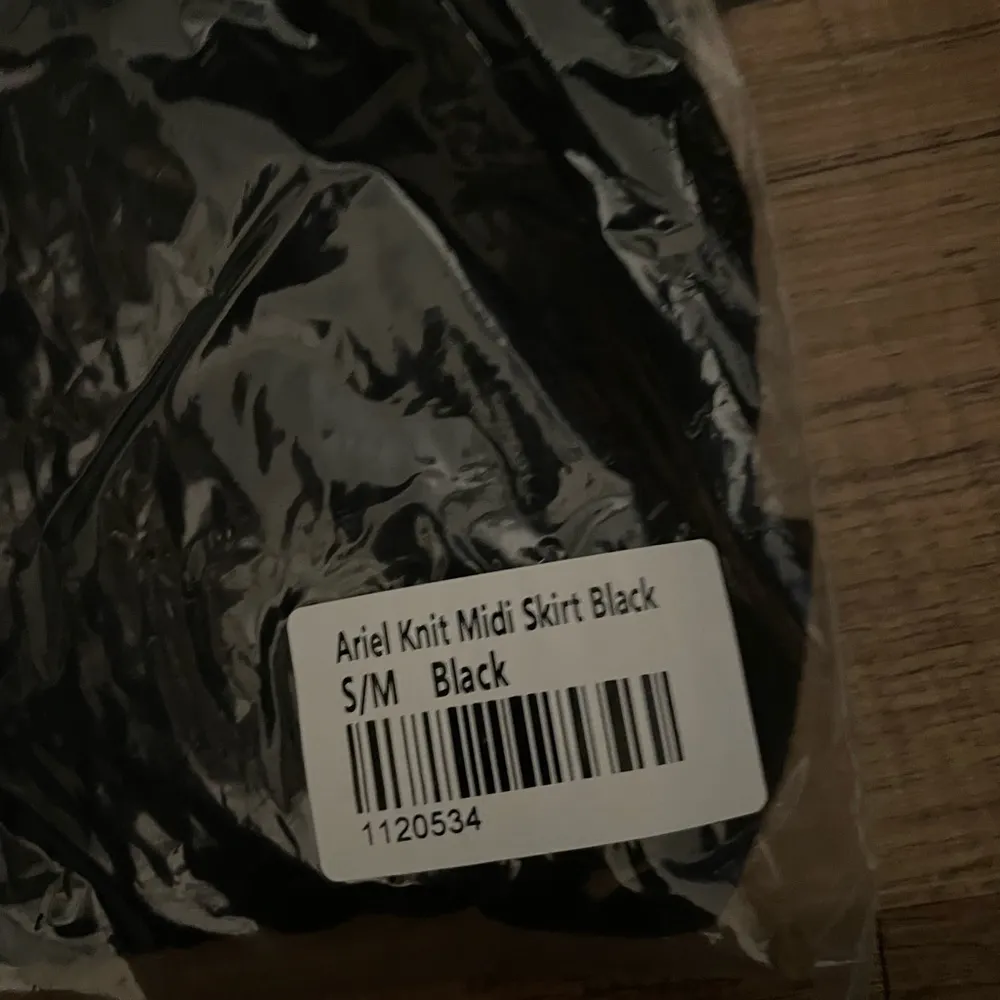 Ariel Knit Midi Skirt Black
S/M Black
1120534